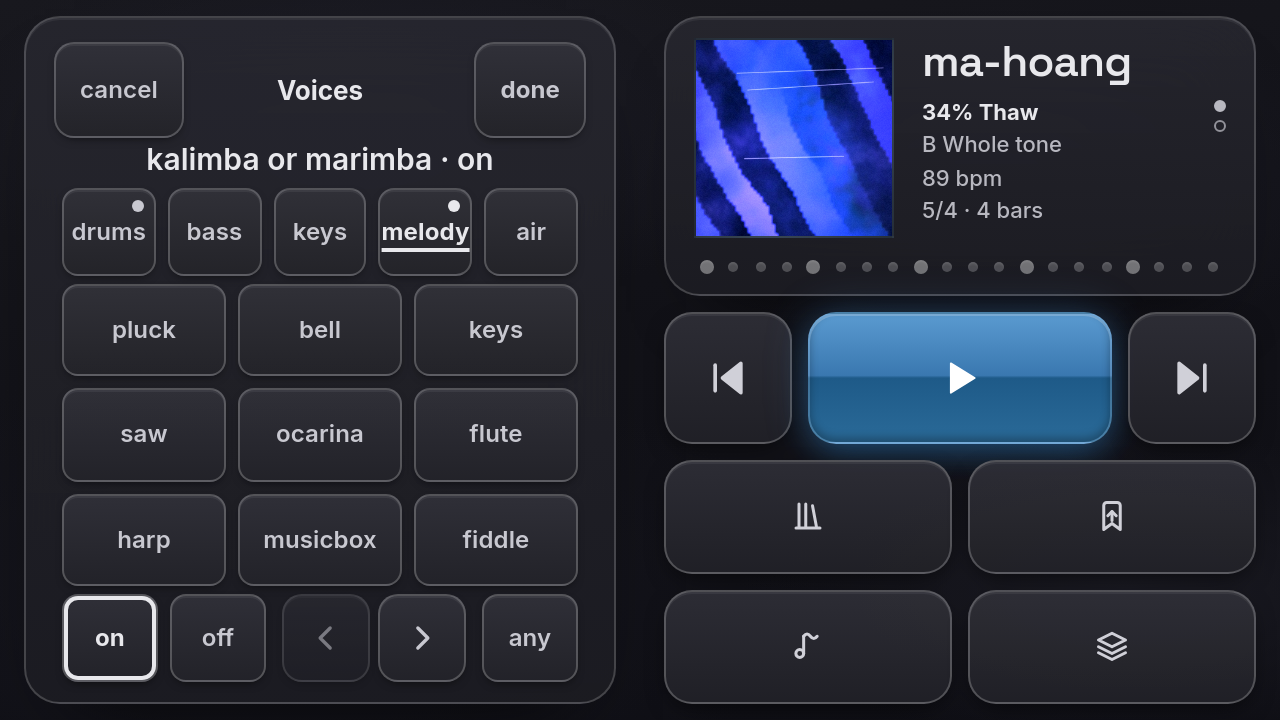 cancel
Voices
done
kalimba or marimba · on
drums
bass
keys
melody
air
pluck
bell
keys
saw
ocarina
flute
harp
musicbox
fiddle
on
off
any
ma-hoang
34% Thaw
B Whole tone
89 bpm
5/4 · 4 bars